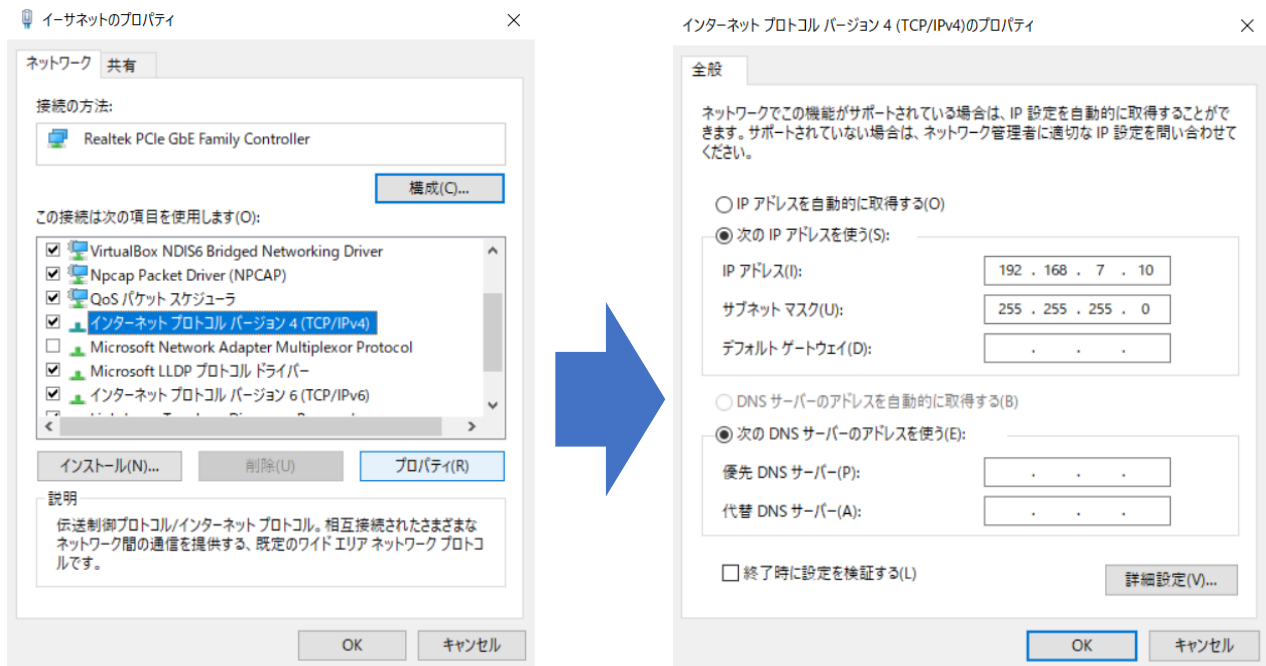 イーサネットのプロパティ
ネットワーク
共有
接続の方法:
Realtek PCIe GbE Family Controller
構成(C)...
この接続は次の項目を使用します(O):
VirtualBox NDIS6 Bridged Networking Driver
Npcap Packet Driver (NPCAP)
QoS パケット スケジューラ
インターネット プロトコル バージョン 4 (TCP/IPv4)
Microsoft Network Adapter Multiplexor Protocol
Microsoft LLDP プロトコル ドライバー
インターネット プロトコル バージョン 6 (TCP/IPv6)
インストール(N)...
削除(U)
プロパティ(R)
説明
伝送制御プロトコル/インターネット プロトコル。相互接続されたさまざまな
ネットワーク間の通信を提供する、既定のワイド エリア ネットワーク プロトコ
ルです。
OK
キャンセル
インターネット プロトコル バージョン 4 (TCP/IPv4)のプロパティ
全般
ネットワークでこの機能がサポートされている場合は、IP 設定を自動的に取得することがで
きます。サポートされていない場合は、ネットワーク管理者に適切な IP 設定を問い合わせて
ください。
IP アドレスを自動的に取得する(O)
次の IP アドレスを使う(S):
IP アドレス(I):
192 . 168 . 7 . 10
サブネット マスク(U):
255 . 255 . 255 . 0
デフォルト ゲートウェイ(D):
. . .
DNS サーバーのアドレスを自動的に取得する(B)
次の DNS サーバーのアドレスを使う(E):
優先 DNS サーバー(P):
. . .
代替 DNS サーバー(A):
. . .
終了時に設定を検証する(L)
詳細設定(V)...
OK
キャンセル